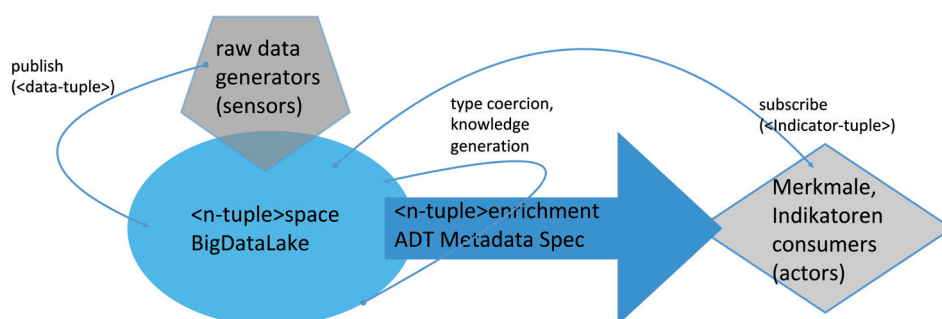 raw data
generators
(sensors)
publish
(<data-tuple>)
type coercion,
knowledge
generation
subscribe
(<Indicator-tuple>)
<n-tuple>space
BigDataLake
<n-tuple>enrichment
ADT Metadata Spec
Merkmale,
Indikatoren
consumers
(actors)